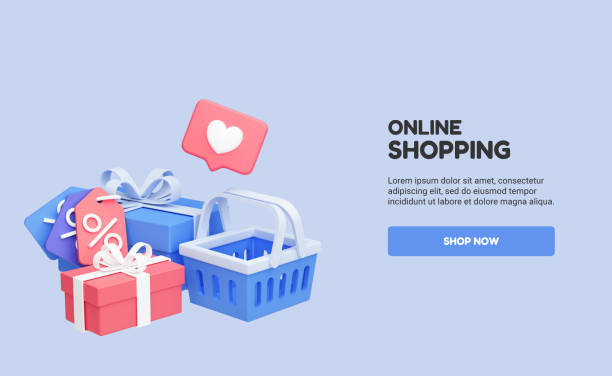 ONLINE
SHOPPING
Lorem ipsum dolor sit amet, consectetur
adipiscing elit, sed do eiusmod tempor
incididunt ut labore et dolore magna aliqua.
SHOP NOW
%